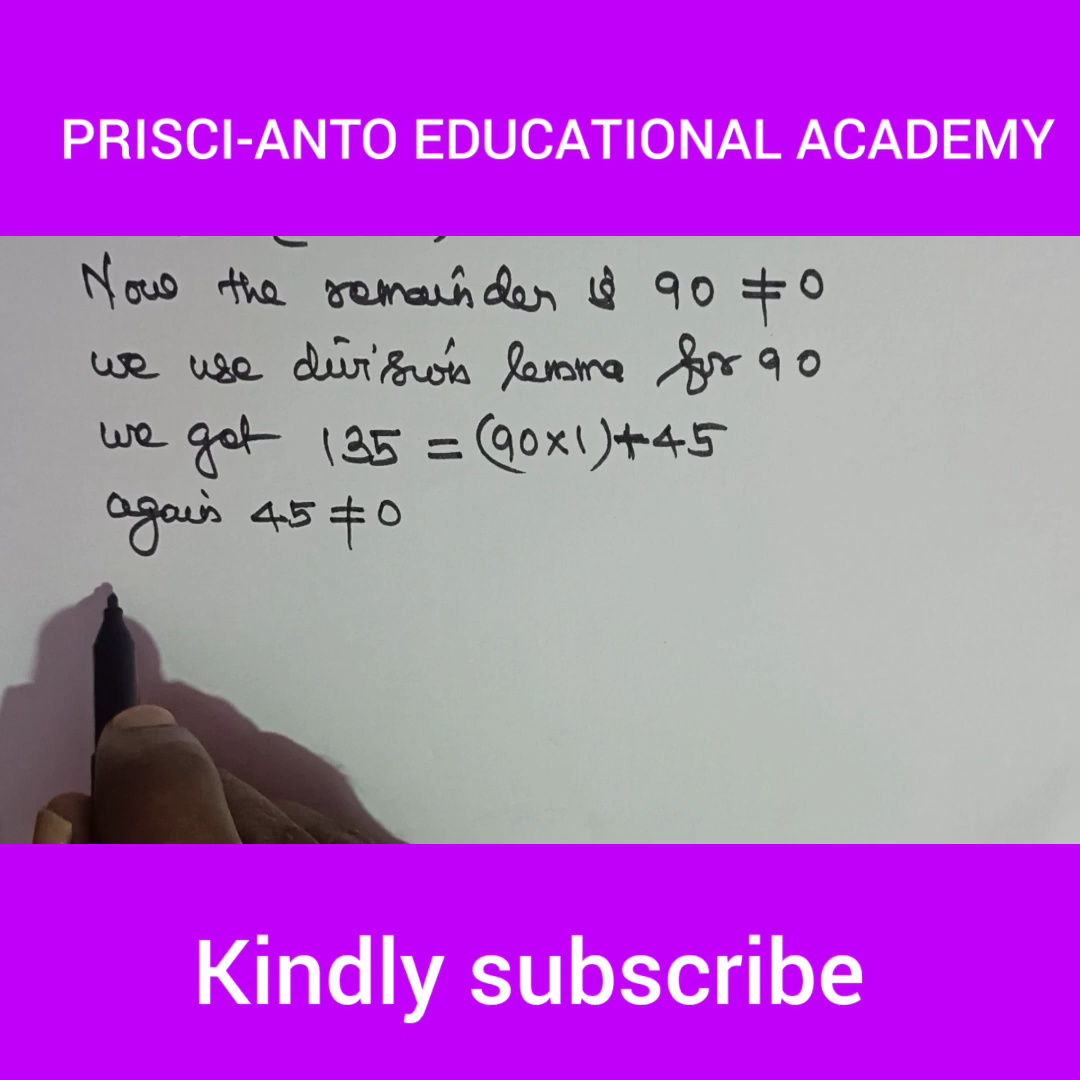 PRISCI-ANTO EDUCATIONAL ACADEMY
Now the remainder is 90 ≠ 0
we use division lemma for 90
we get 135 = (90×1)+45
again 45 ≠ 0
Kindly subscribe